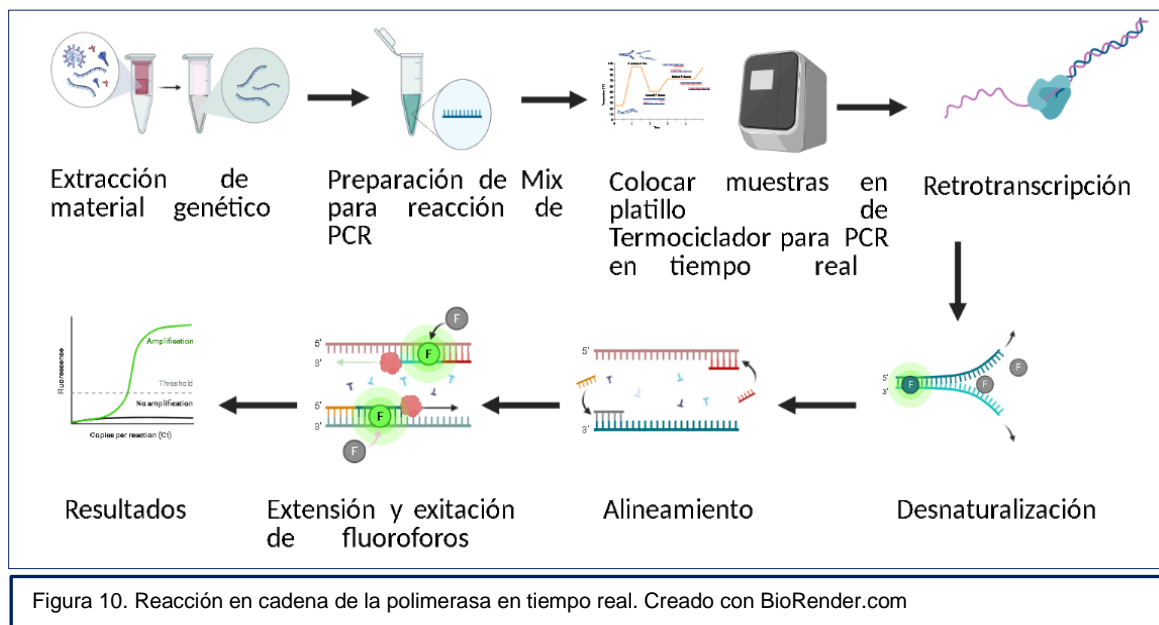 Extracción de
material genético
Preparación de Mix
para reacción de
PCR
Colocar muestras en
platillo de
Termociclador para PCR
en tiempo real
Retrotranscripción
Fluorescence
Amplification
Threshold
No amplification
Copies per reaction (Ct)
5'
3'
F
F
5'
3'
F
F
5'
3'
5'
3'
F
F
F
Resultados
Extensión y exitación
de fluoroforos
Alineamiento
Desnaturalización
Figura 10. Reacción en cadena de la polimerasa en tiempo real. Creado con BioRender.com